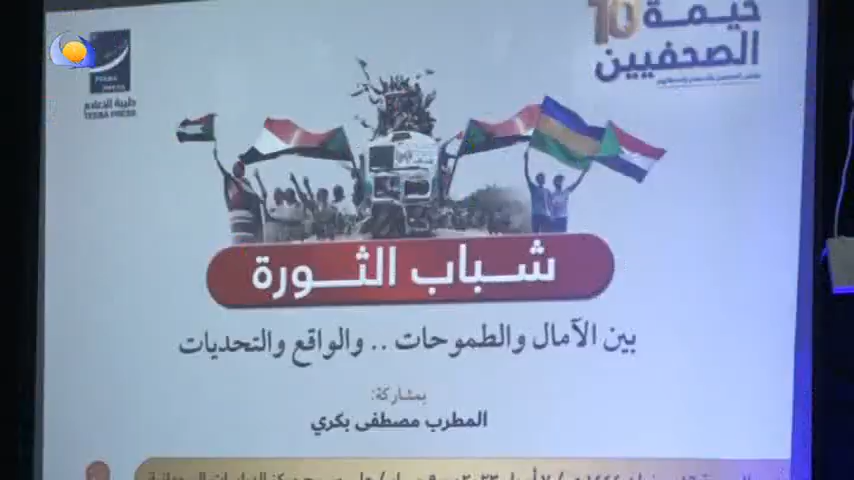 خيمة 10
الصحفيين
طيبة للإعلام
TEEBA PRESS
شباب الثورة
بين الآمال والطموحات .. والواقع والتحديات
بمشاركة:
المطرب مصطفى بكري